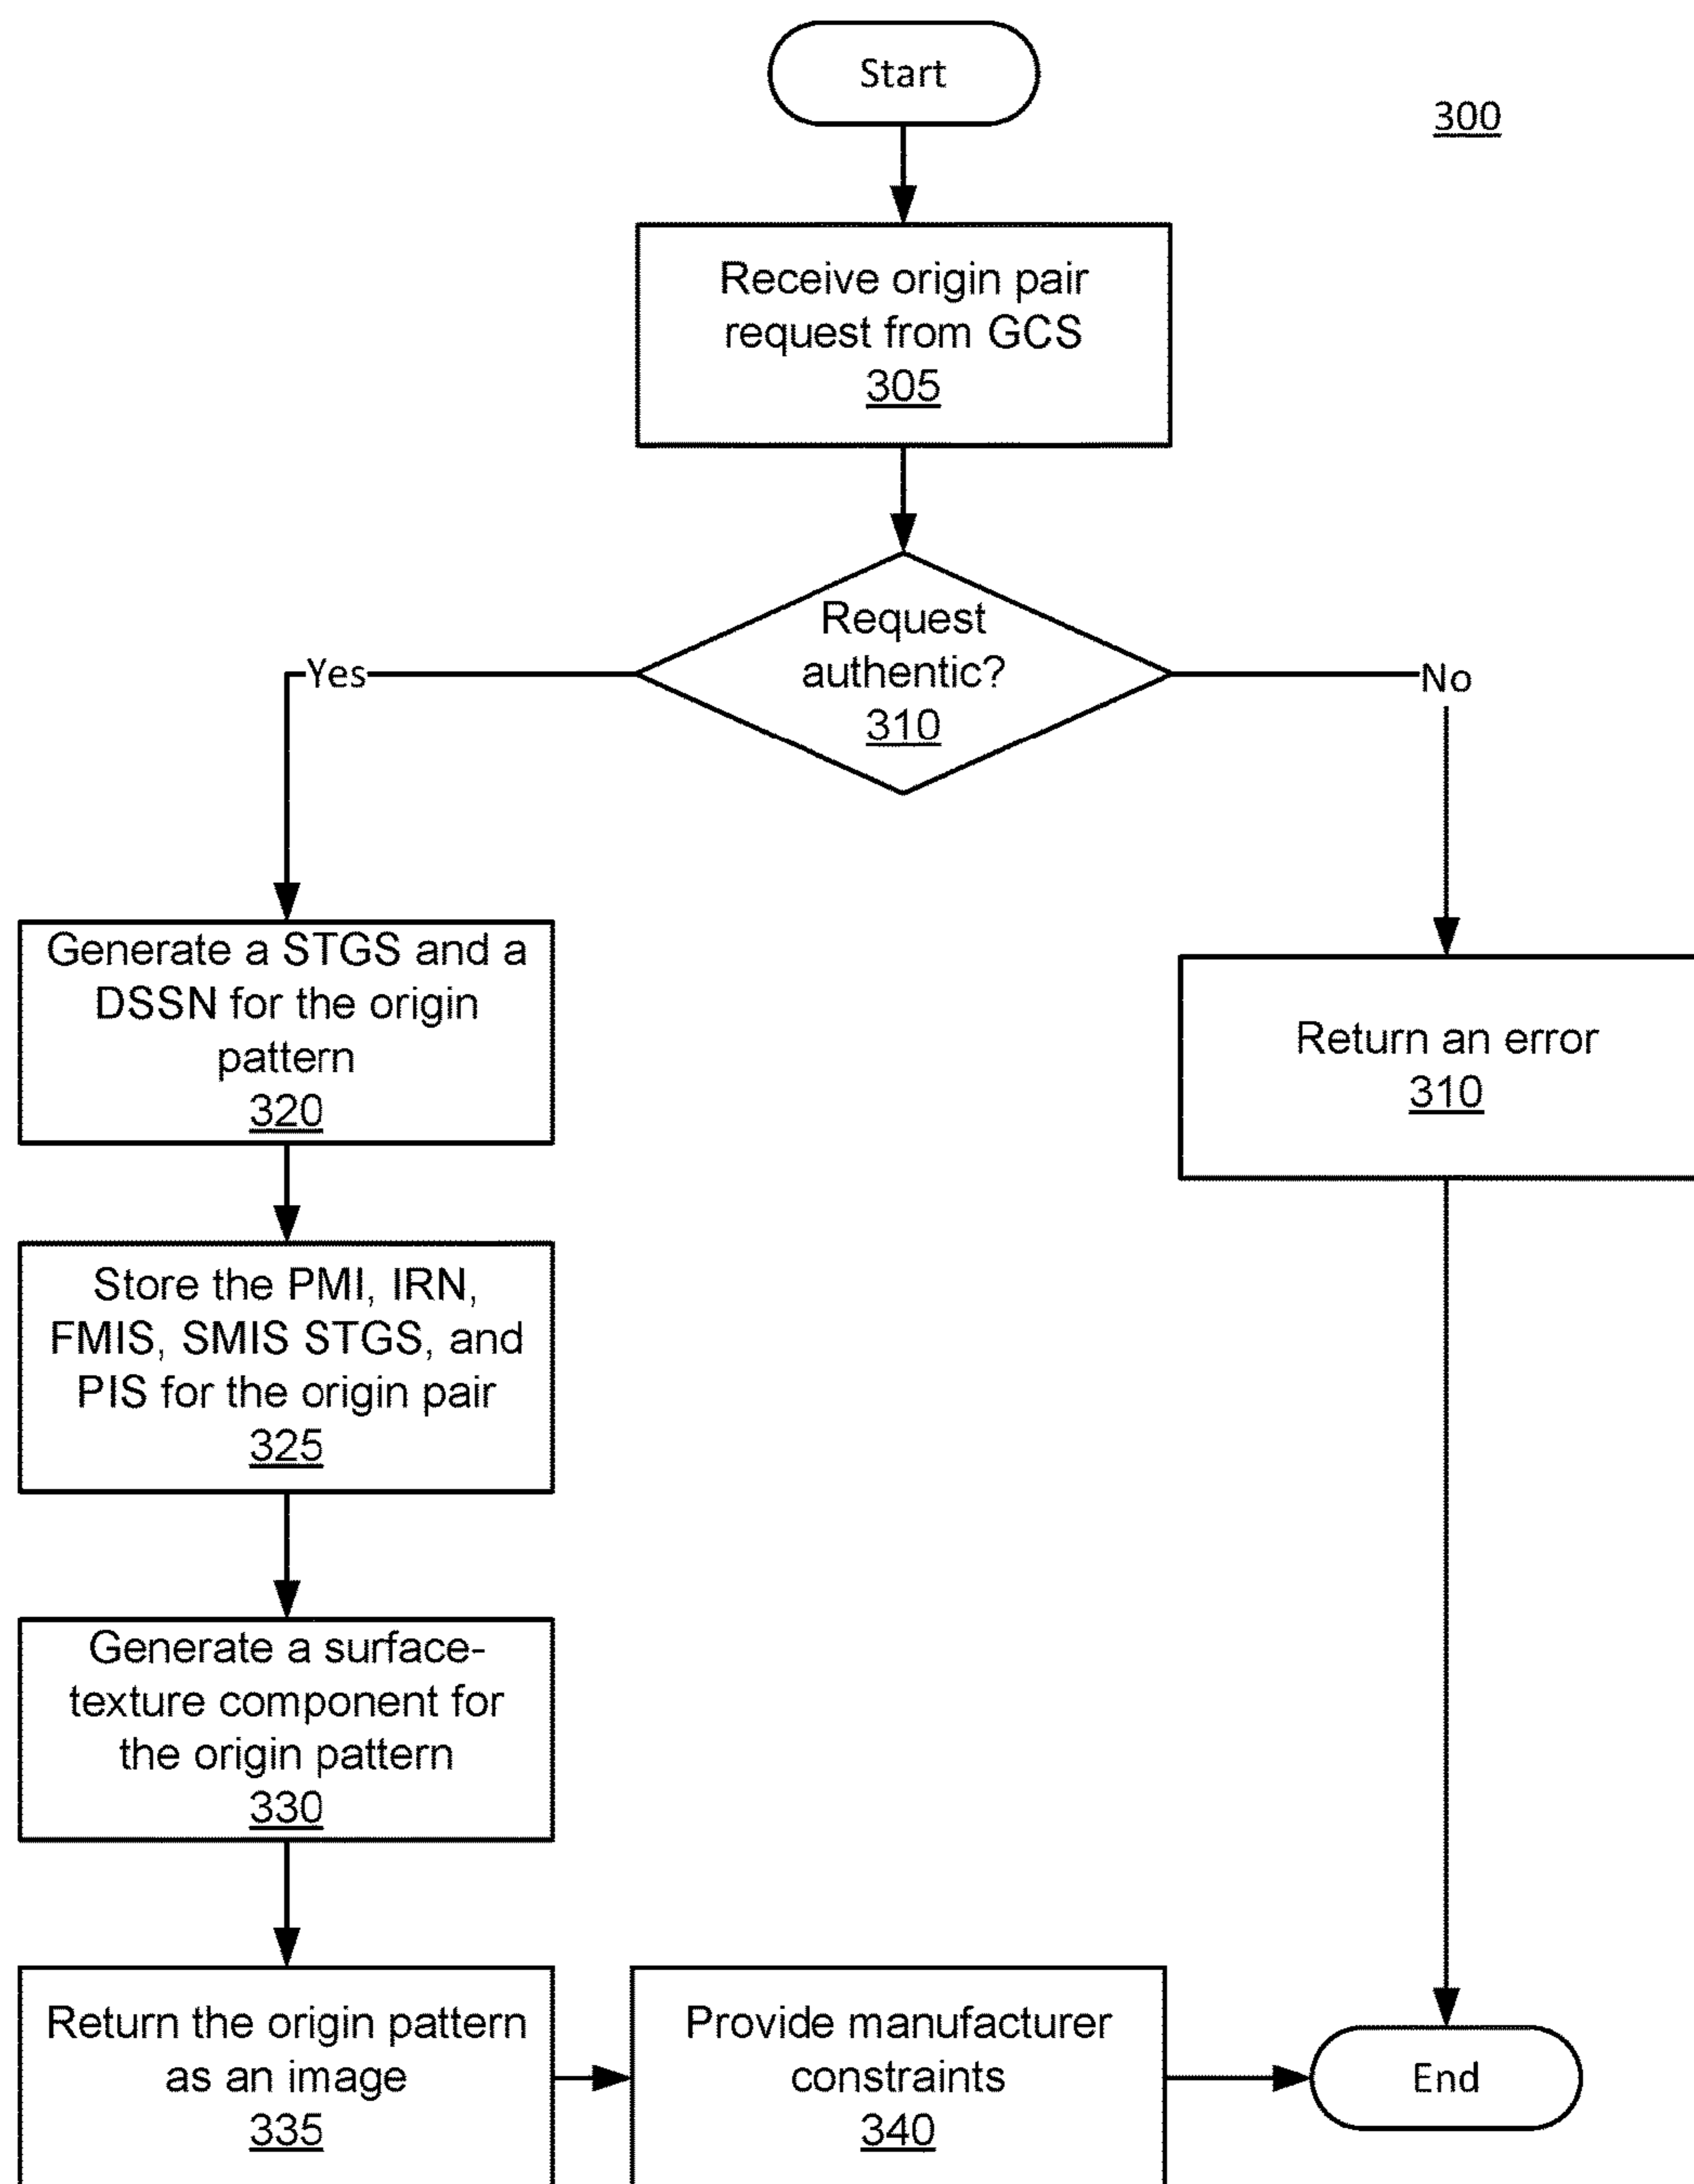 Start
300
Receive origin pair
request from GCS
305
Request
authentic?
310
Yes
No
Generate a STGS and a
DSSN for the origin
pattern
320
Return an error
310
Store the PMI, IRN,
FMIS, SMIS STGS, and
PIS for the origin pair
325
Generate a surface-
texture component for
the origin pattern
330
Return the origin pattern
as an image
335
Provide manufacturer
constraints
340
End